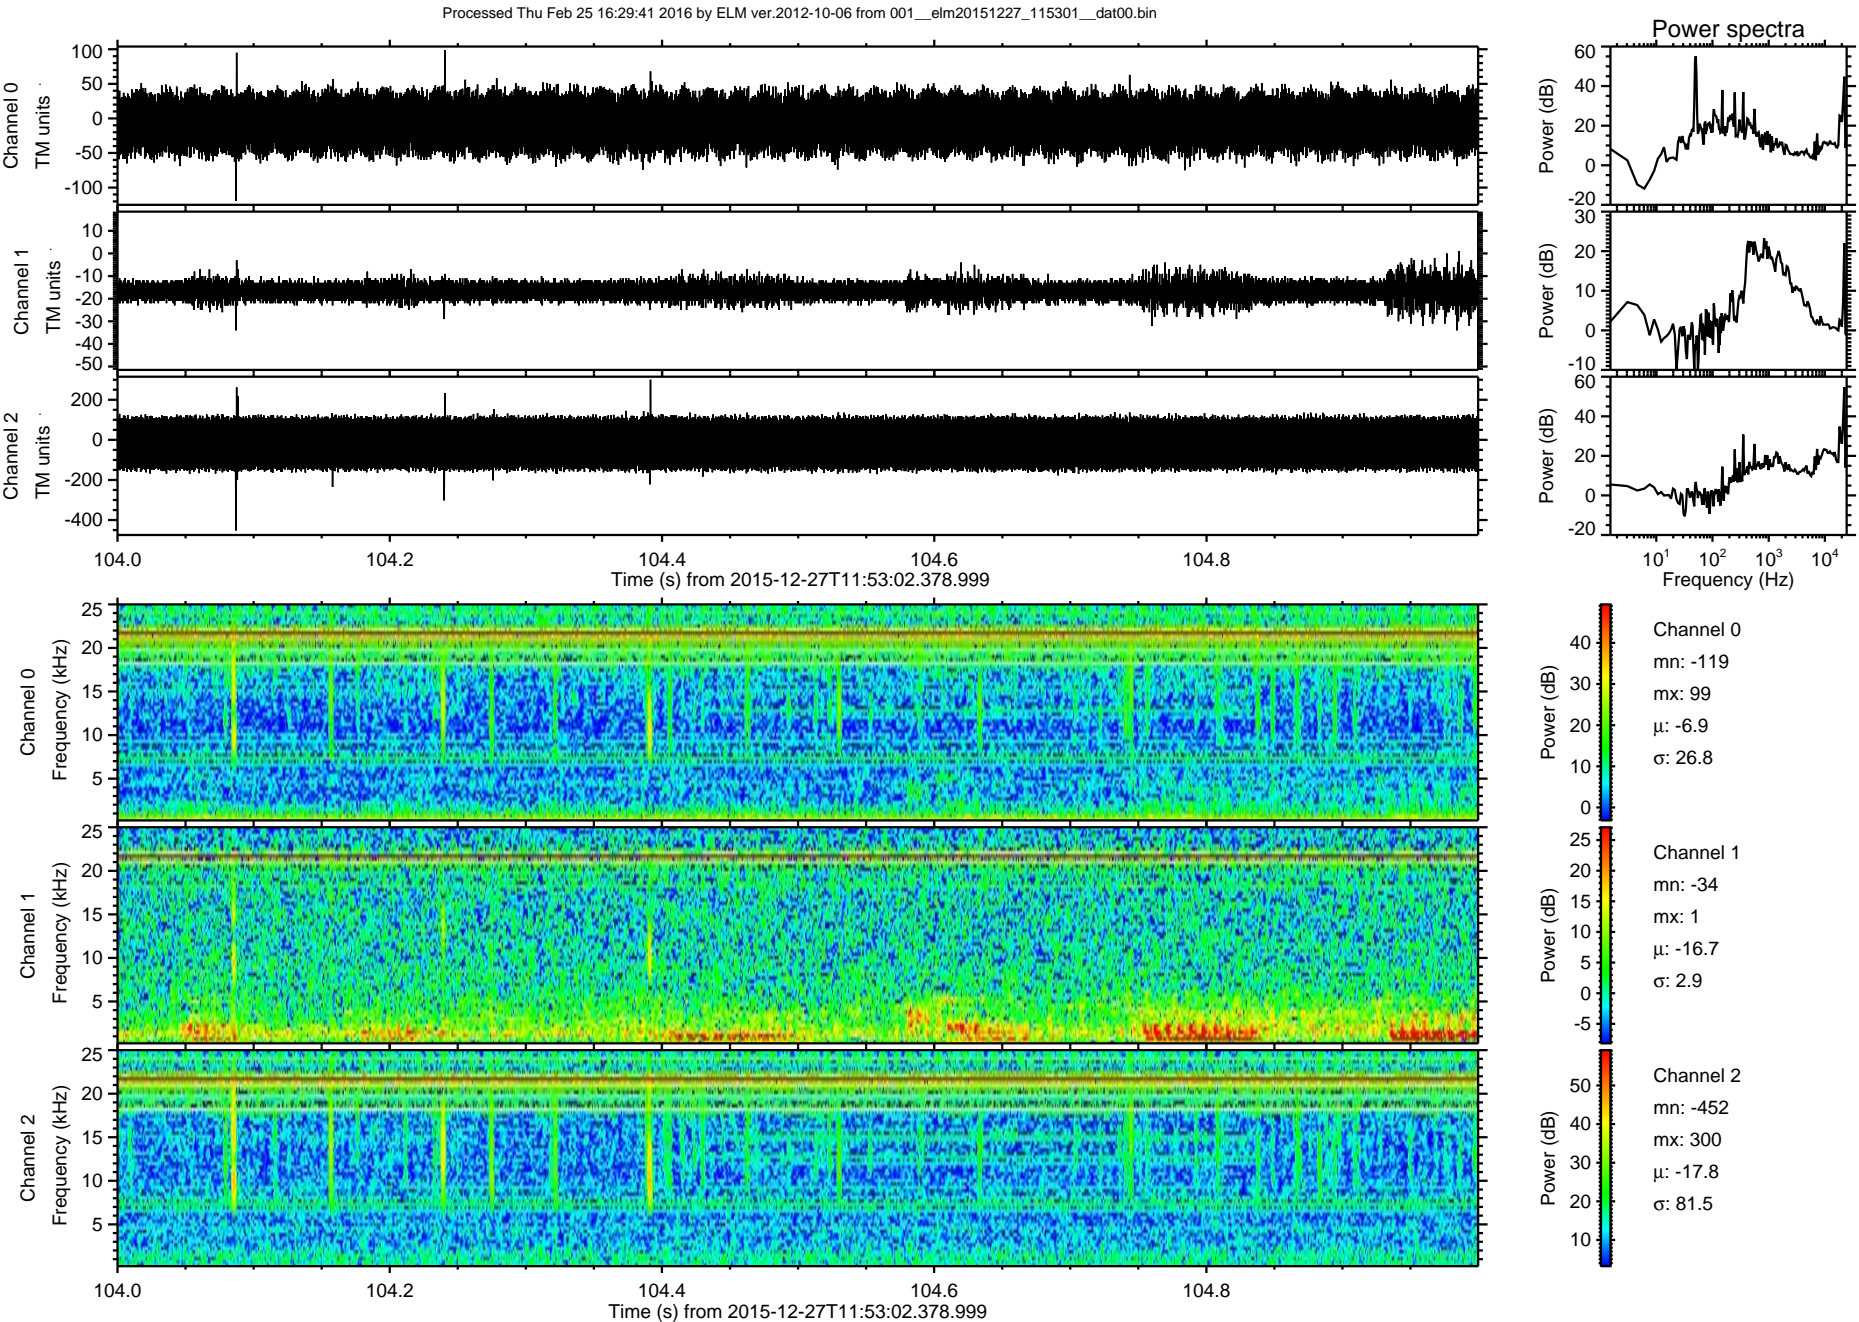 Processed Thu Feb 25 16:29:41 2016 by ELM ver.2012-10-06 from 001__elm20151227_115301__dat00.bin
Power spectra
Channel 0
TM units
100
50
0
-50
-100
Power (dB)
60
40
20
0
-20
Channel 1
TM units
10
0
-10
-20
-30
-40
-50
Power (dB)
30
20
10
0
-10
Channel 2
TM units
200
0
-200
-400
Power (dB)
60
40
20
0
-20
104.0 104.2 104.4 104.6 104.8
Time (s) from 2015-12-27T11:53:02.378.999
10^1 10^2 10^3 10^4
Frequency (Hz)
Channel 0
Frequency (kHz)
25
20
15
10
5
Power (dB)
40
30
20
10
0
Channel 0
mn: -119
mx: 99
μ: -6.9
σ: 26.8
Channel 1
Frequency (kHz)
25
20
15
10
5
Power (dB)
25
20
15
10
5
0
-5
Channel 1
mn: -34
mx: 1
μ: -16.7
σ: 2.9
Channel 2
Frequency (kHz)
25
20
15
10
5
Power (dB)
50
40
30
20
10
Channel 2
mn: -452
mx: 300
μ: -17.8
σ: 81.5
104.0 104.2 104.4 104.6 104.8
Time (s) from 2015-12-27T11:53:02.378.999